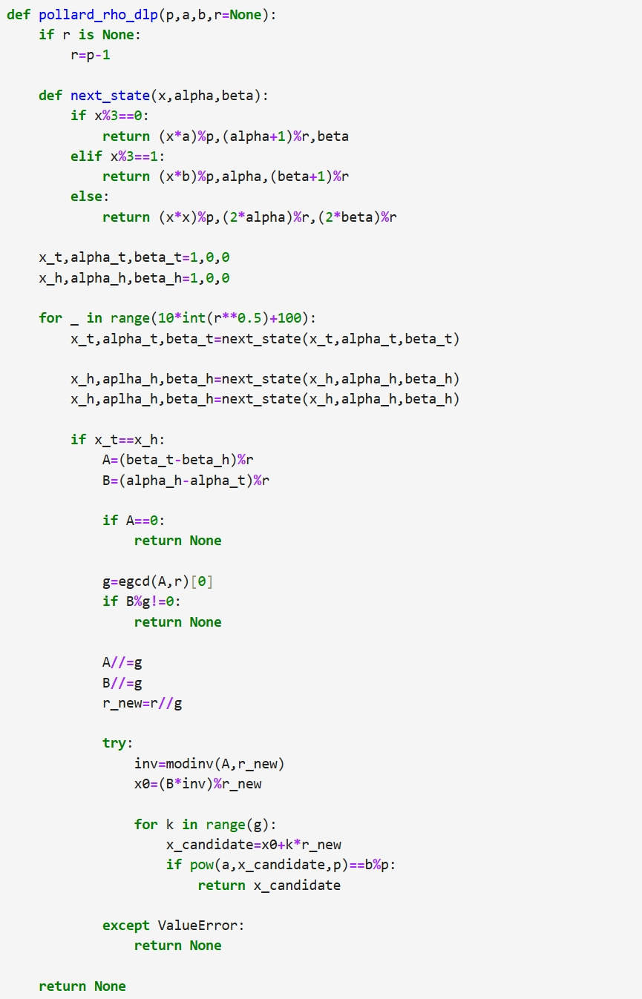 def pollard_rho_dlp(p,a,b,r=None):
    if r is None:
        r=p-1

    def next_state(x,alpha,beta):
        if x%3==0:
            return (x*a)%p,(alpha+1)%r,beta
        elif x%3==1:
            return (x*b)%p,alpha,(beta+1)%r
        else:
            return (x*x)%p,(2*alpha)%r,(2*beta)%r

    x_t,alpha_t,beta_t=1,0,0
    x_h,alpha_h,beta_h=1,0,0

    for _ in range(10*int(r**0.5)+100):
        x_t,alpha_t,beta_t=next_state(x_t,alpha_t,beta_t)

        x_h,aplha_h,beta_h=next_state(x_h,alpha_h,beta_h)
        x_h,aplha_h,beta_h=next_state(x_h,alpha_h,beta_h)

        if x_t==x_h:
            A=(beta_t-beta_h)%r
            B=(alpha_h-alpha_t)%r

            if A==0:
                return None

            g=egcd(A,r)[0]
            if B%g!=0:
                return None

            A//=g
            B//=g
            r_new=r//g

            try:
                inv=modinv(A,r_new)
                x0=(B*inv)%r_new

                for k in range(g):
                    x_candidate=x0+k*r_new
                    if pow(a,x_candidate,p)==b%p:
                        return x_candidate

            except ValueError:
                return None

    return None